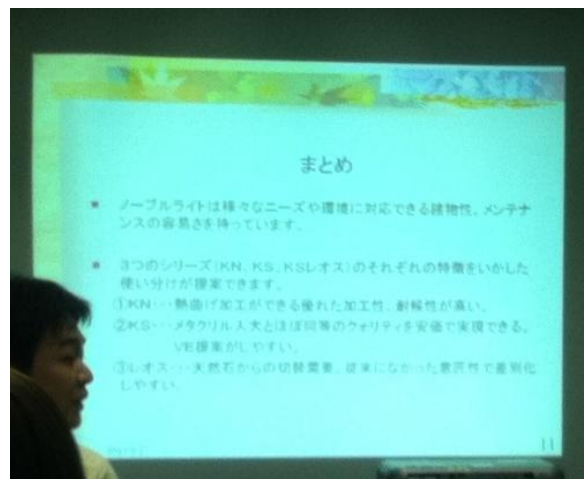 まとめ
■ ノーブルライトは様々なニーズや環境に対応できる諸物性、メンテナ
ンスの容易さを持っています。
■ 3つのシリーズ(KN、KS、KSレオス)のそれぞれの特徴をいかした
使い分けが提案できます。
①KN・・・熱曲げ加工ができる優れた加工性、耐候性が高い。
②KS・・・メタクリル人大とほぼ同等のクォリティを安価で実現できる。
VE提案がしやすい。
③レオス・・・天然石からの切替需要、従来になかった意匠性で差別化
しやすい。
11